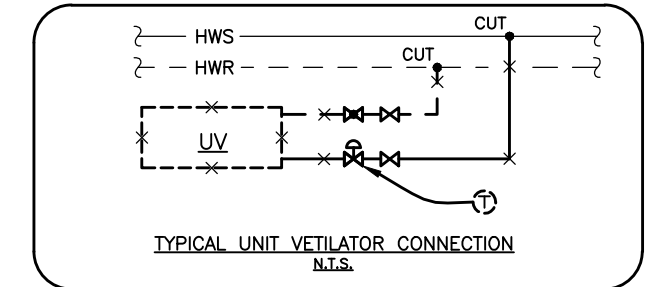 CUT
HWS
CUT
HWR
UV
T
TYPICAL UNIT VETILATOR CONNECTION
N.T.S.